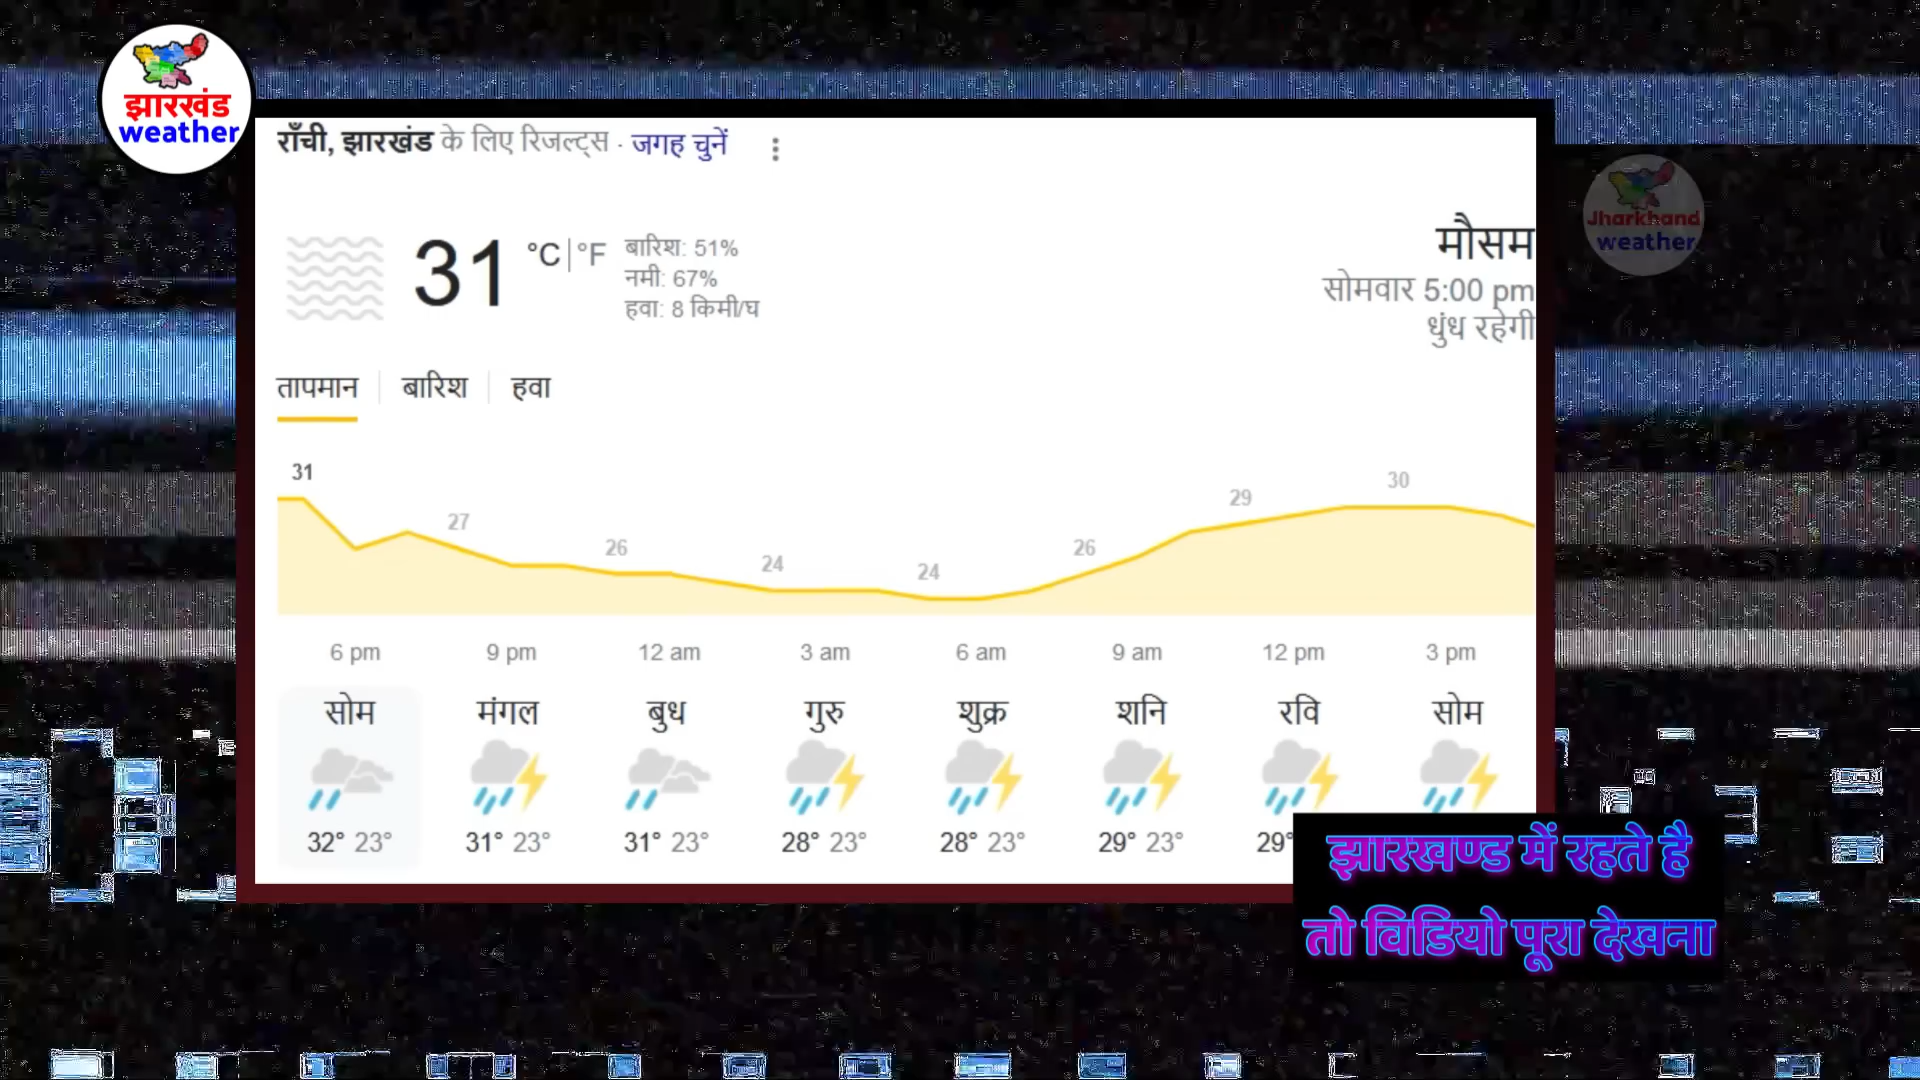 झारखंड
weather
राँची, झारखंड के लिए रिजल्ट्स · जगह चुनें
31 °C | °F
बारिश: 51%
नमी: 67%
हवा: 8 किमी/घ
मौसम
सोमवार 5:00 pm
धुंध रहेगी
Jharkhand
weather
तापमान बारिश हवा
31 27 26 24 24 26 29 30
6 pm 9 pm 12 am 3 am 6 am 9 am 12 pm 3 pm
सोम मंगल बुध गुरु शुक्र शनि रवि सोम
32° 23° 31° 23° 31° 23° 28° 23° 28° 23° 29° 23° 29°
झारखण्ड में रहते है
तो विडियो पूरा देखना